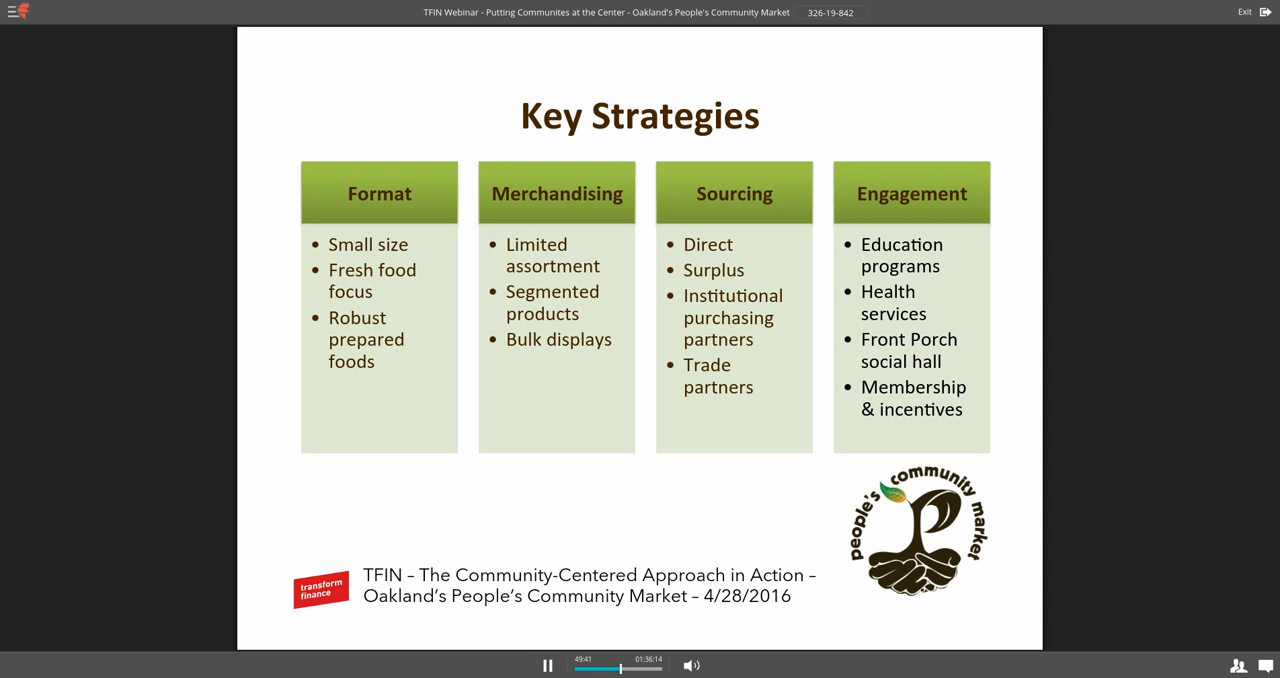 TFIN Webinar - Putting Communites at the Center - Oakland's People's Community Market 326-19-842
Exit
Key Strategies
Format
• Small size
• Fresh food
focus
• Robust
prepared
foods
Merchandising
• Limited
assortment
• Segmented
products
• Bulk displays
Sourcing
• Direct
• Surplus
• Institutional
purchasing
partners
• Trade
partners
Engagement
• Education
programs
• Health
services
• Front Porch
social hall
• Membership
& incentives
people's community market
transform
finance
TFIN – The Community-Centered Approach in Action –
Oakland's People's Community Market – 4/28/2016
49:41
01:36:14